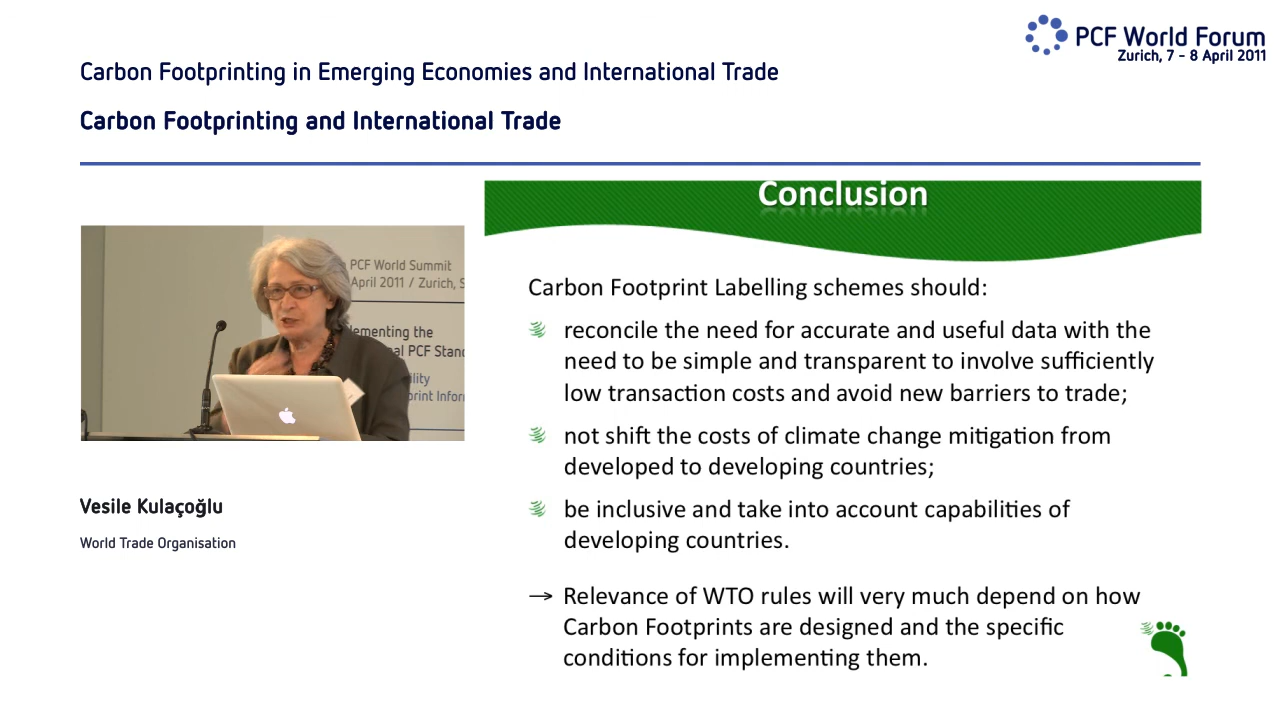 PCF World Forum
Zurich, 7 - 8 April 2011
Carbon Footprinting in Emerging Economies and International Trade
Carbon Footprinting and International Trade
Conclusion
PCF World Summit
April 2011 / Zurich, S
lementing the
al PCF Stand
ility
print Infor
Carbon Footprint Labelling schemes should:
reconcile the need for accurate and useful data with the
need to be simple and transparent to involve sufficiently
low transaction costs and avoid new barriers to trade;
not shift the costs of climate change mitigation from
developed to developing countries;
be inclusive and take into account capabilities of
developing countries.
→ Relevance of WTO rules will very much depend on how
Carbon Footprints are designed and the specific
conditions for implementing them.
Vesile Kulaçoğlu
World Trade Organisation